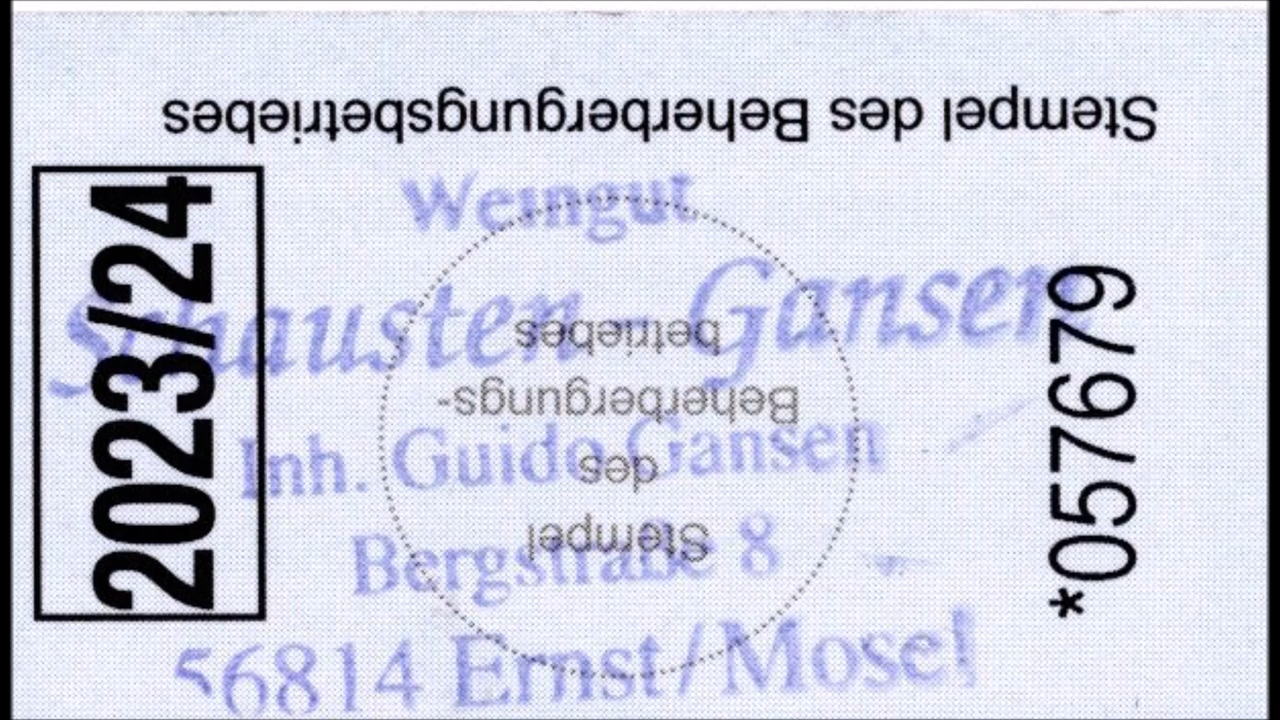 Stempel des Beherbergungsbetriebes
2023/24
*057679
Weingut
Schausten - Gansen
Inh. Guido Gansen
Bergstraße 8
56814 Ernst/Mosel
Stempel
des
Beherbergungs-
betriebes